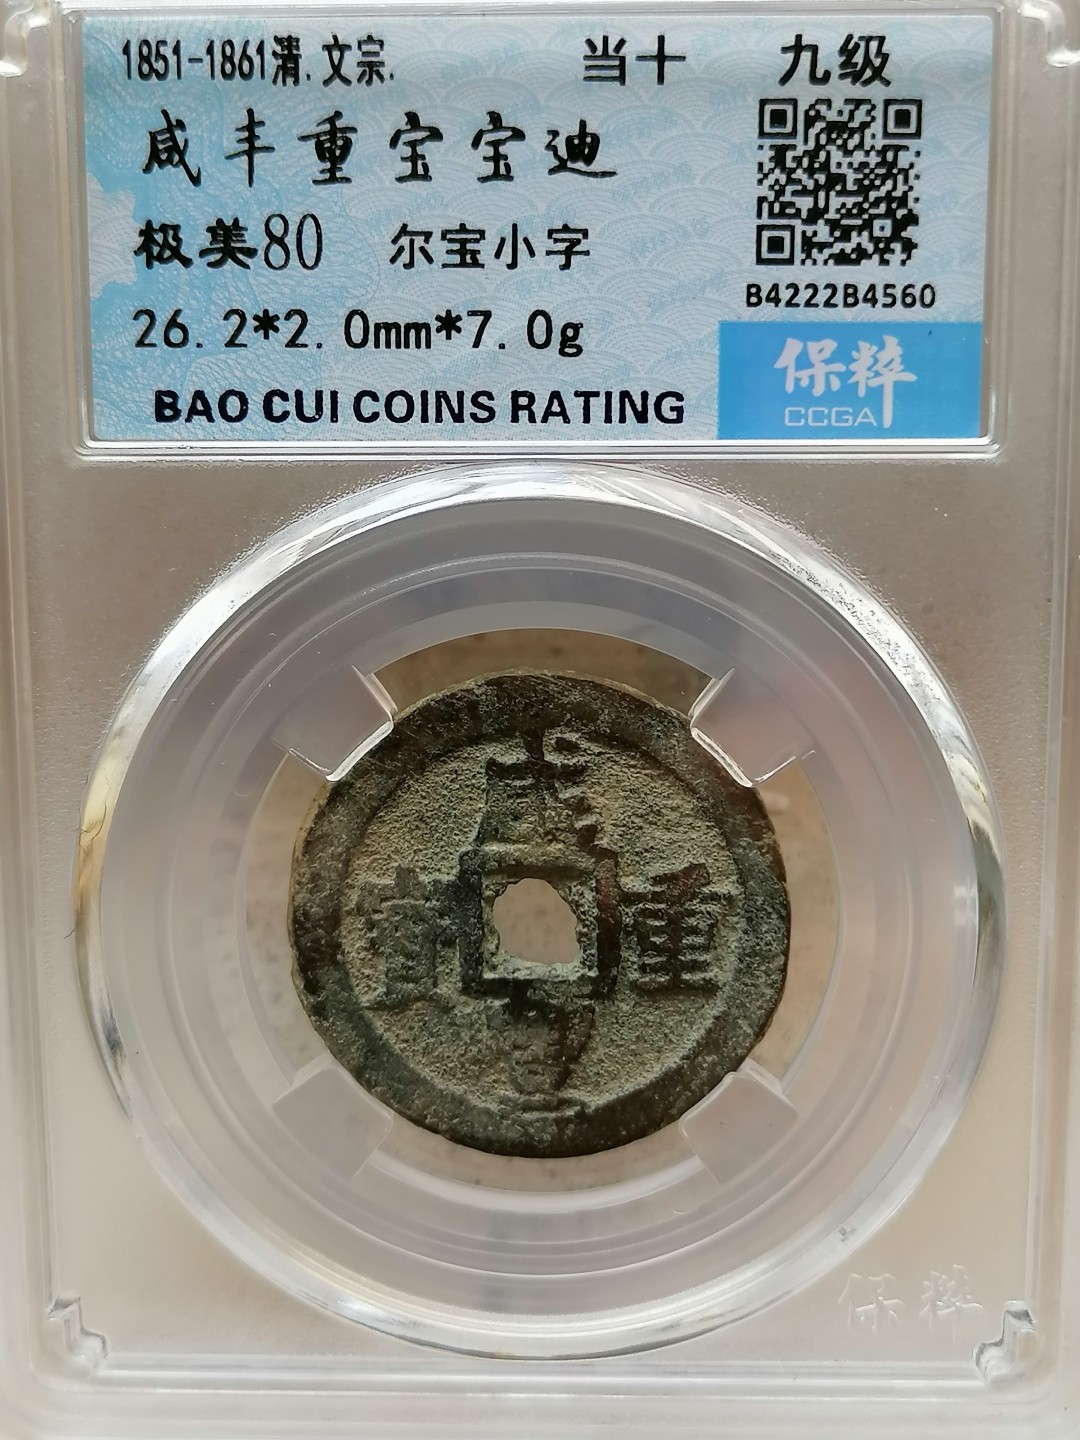 1851-1861清.文宗.
当十
九级
咸丰重宝宝迪
极美80 尔宝小字
26.2*2.0mm*7.0g
BAO CUI COINS RATING
B4222B4560
保粹
CCGA
咸
寶 重
豐
保粹